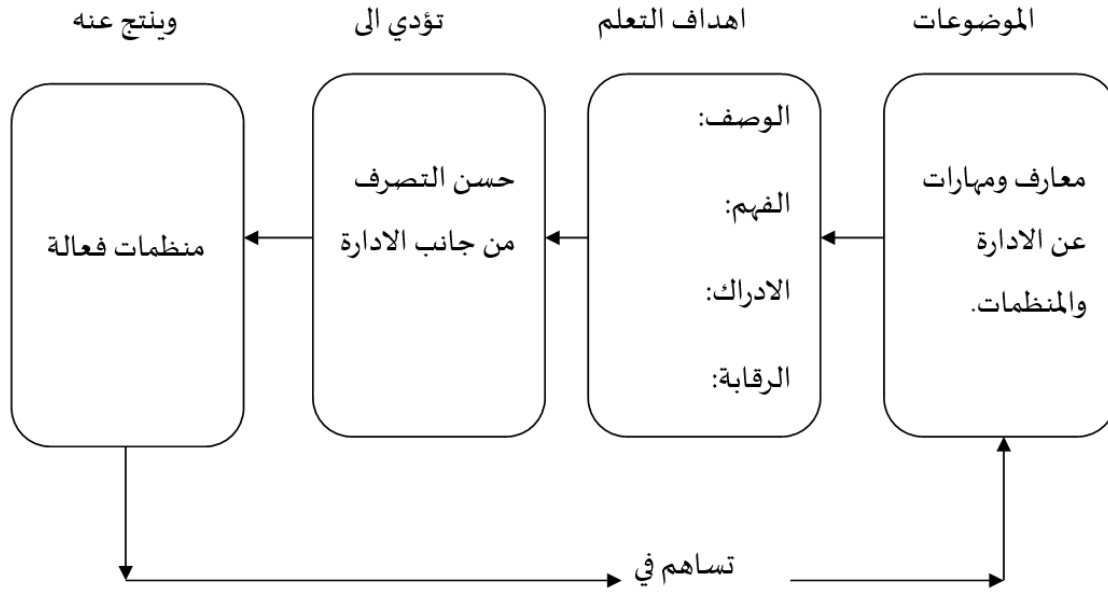 الموضوعات
اهداف التعلم
تؤدي الى
وينتج عنه
معارف ومهارات
عن الادارة
والمنظمات.
الوصف:
الفهم:
الادراك:
الرقابة:
حسن التصرف
من جانب الادارة
منظمات فعالة
تساهم في